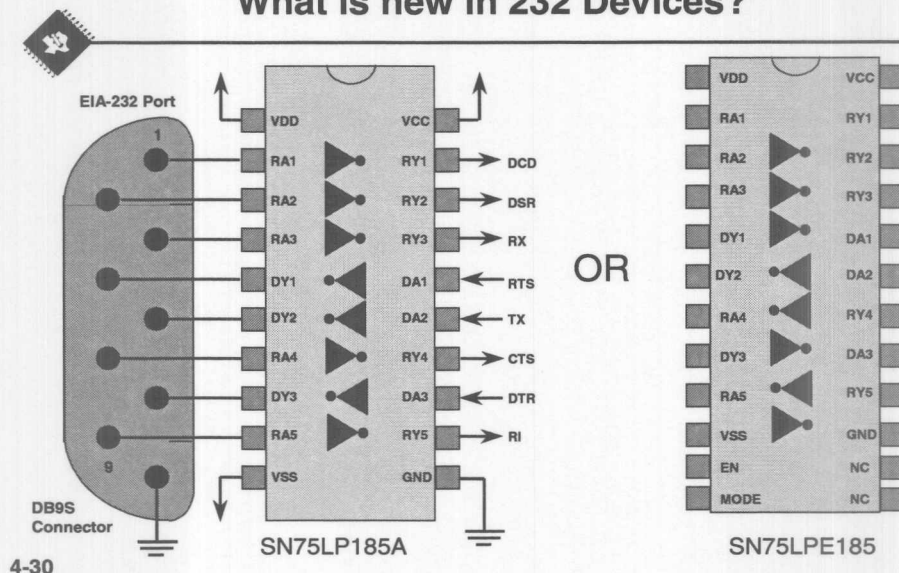 What is new in 232 Devices?
EIA-232 Port
1
9
DB9S
Connector
VDD VCC
RA1 RY1 DCD
RA2 RY2 DSR
RA3 RY3 RX
DY1 DA1 RTS
DY2 DA2 TX
RA4 RY4 CTS
DY3 DA3 DTR
RA5 RY5 RI
VSS GND
SN75LP185A
OR
VDD VCC
RA1 RY1
RA2 RY2
RA3 RY3
DY1 DA1
DY2 DA2
RA4 RY4
DY3 DA3
RA5 RY5
VSS GND
EN NC
MODE NC
SN75LPE185
4-30